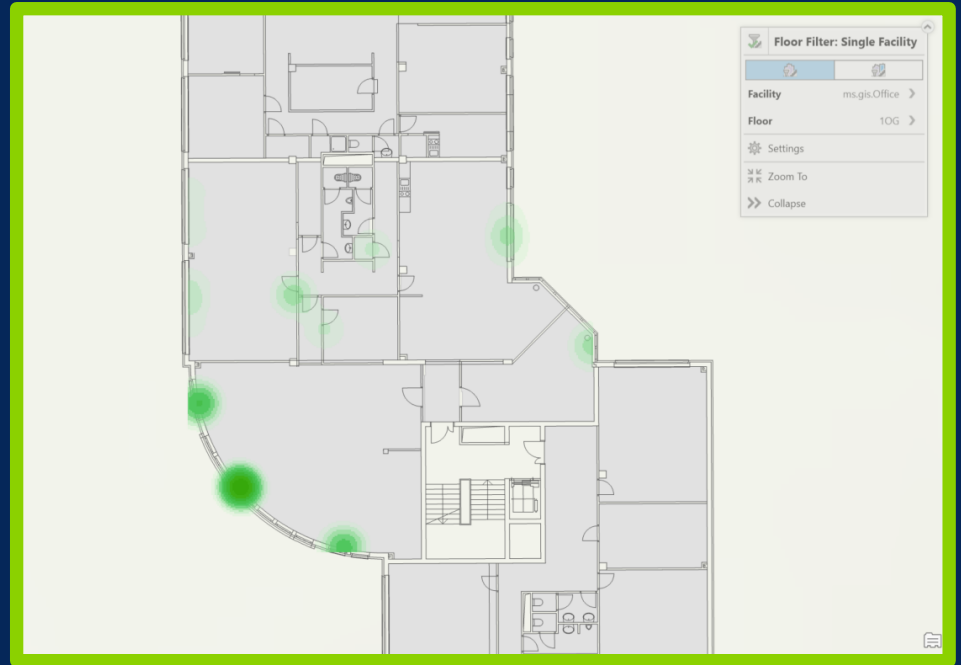 Floor Filter: Single Facility
Facility ms.gis.Office
Floor 1OG
Settings
Zoom To
Collapse